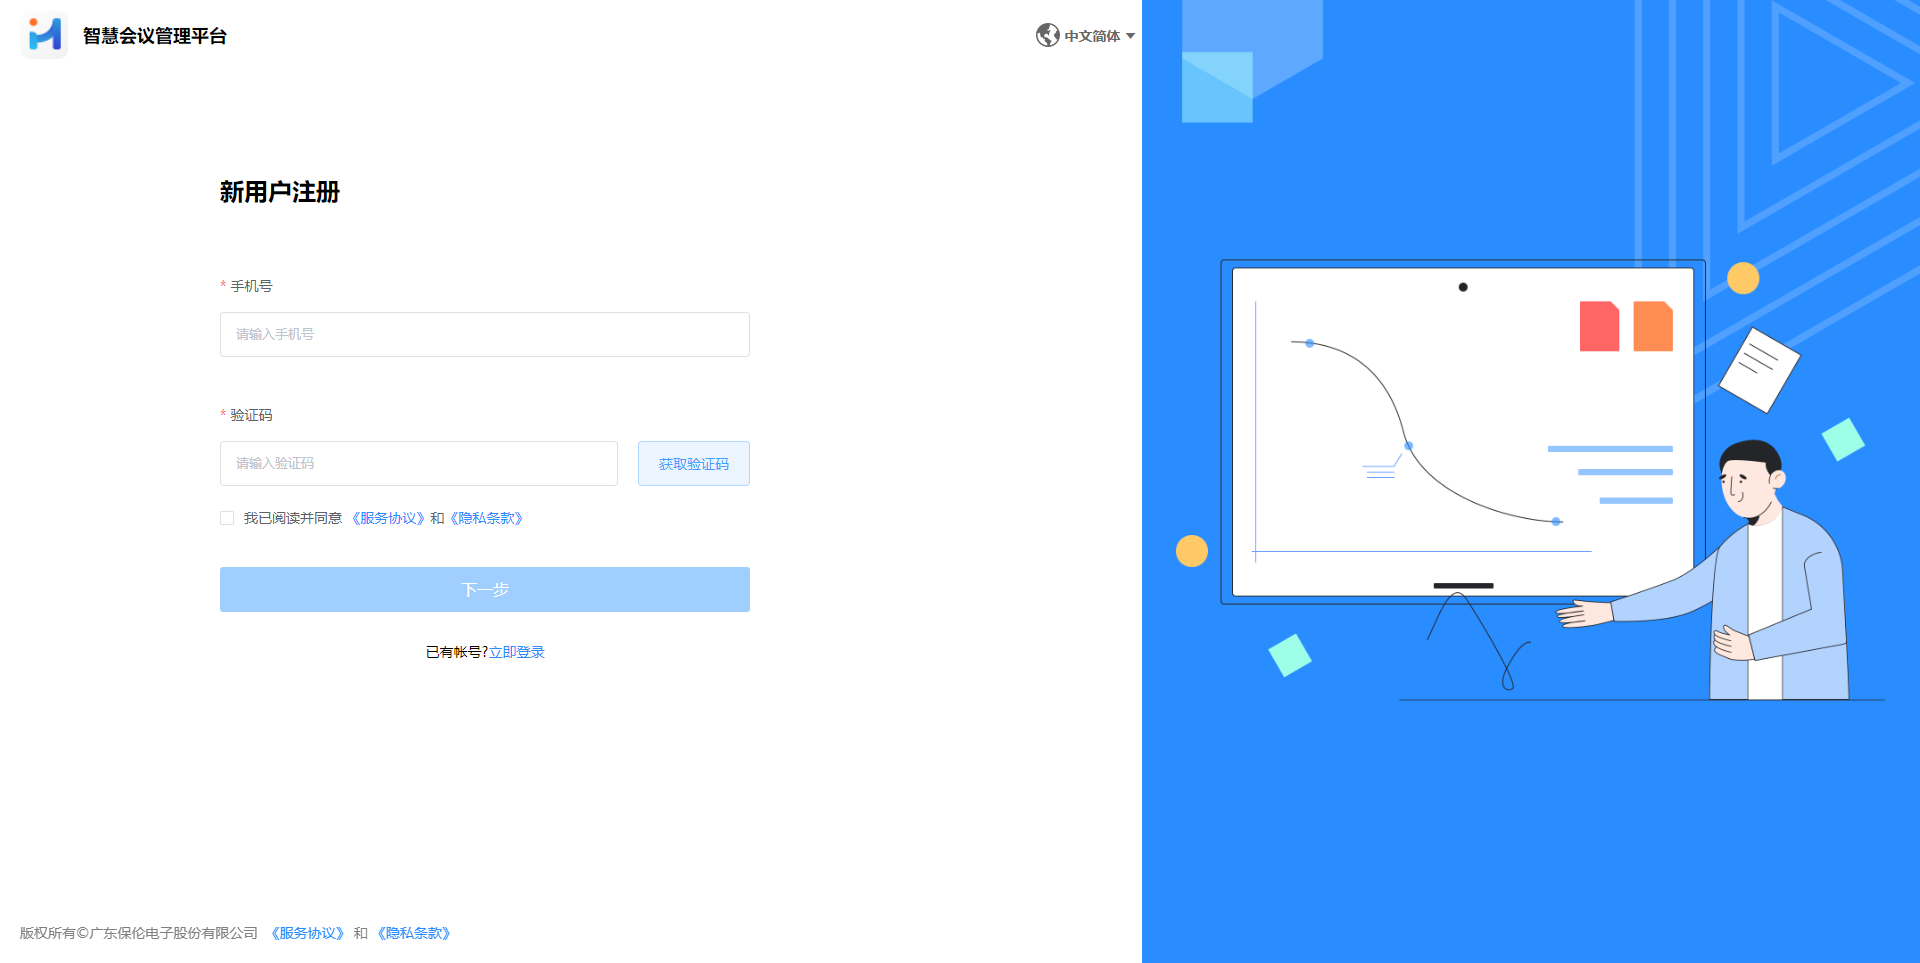 智慧会议管理平台
中文简体
新用户注册
* 手机号
请输入手机号
* 验证码
请输入验证码
获取验证码
我已阅读并同意 《服务协议》和《隐私条款》
下一步
已有帐号?立即登录
版权所有©广东保伦电子股份有限公司 《服务协议》 和 《隐私条款》